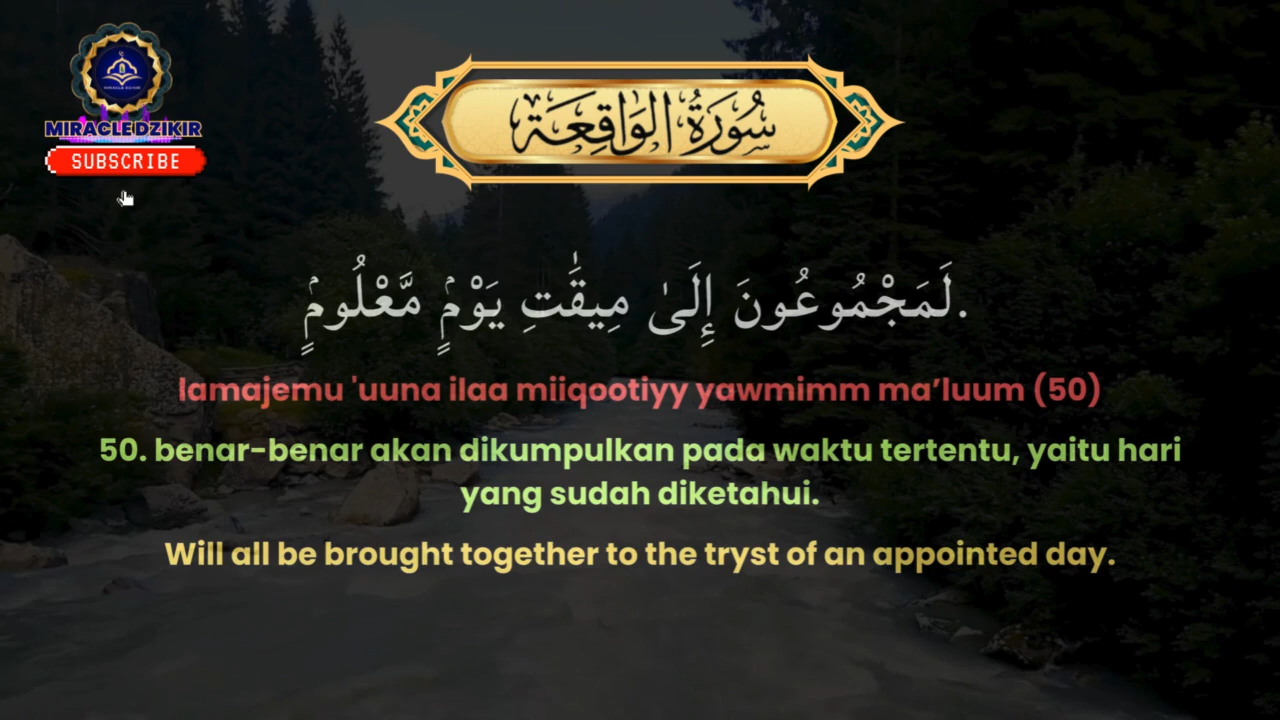 MIRACLEDZIKIR
SUBSCRIBE
سُورَةُ الوَاقِعَة
لَمَجْمُوعُونَ إِلَىٰ مِيقَٰتِ يَوْمٍۢ مَّعْلُومٍۢ.
lamajemu 'uuna ilaa miiqootiyy yawmimm ma’luum (50)
50. benar-benar akan dikumpulkan pada waktu tertentu, yaitu hari
yang sudah diketahui.
Will all be brought together to the tryst of an appointed day.